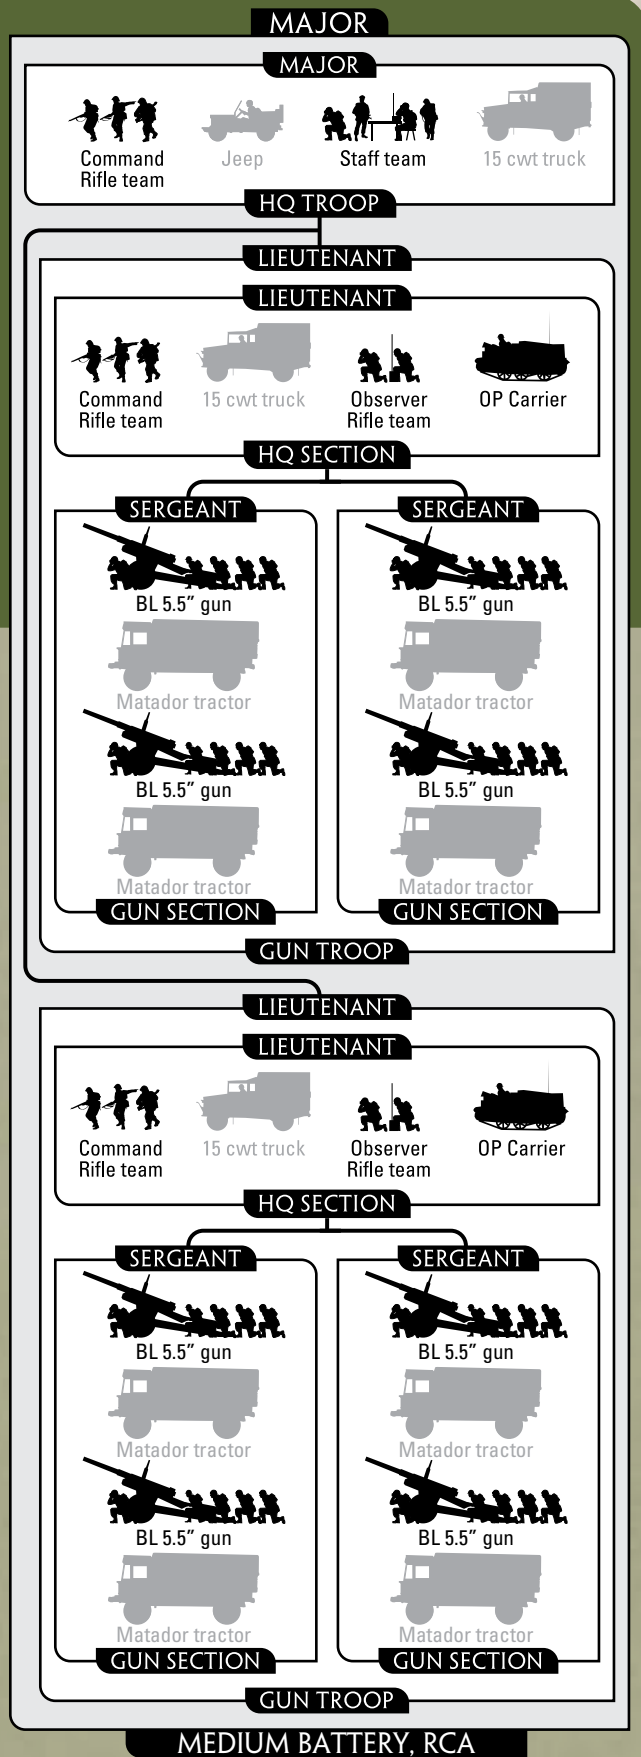 MAJOR
MAJOR
Command
Rifle team
Jeep
Staff team
15 cwt truck
HQ TROOP
LIEUTENANT
LIEUTENANT
Command
Rifle team
15 cwt truck
Observer
Rifle team
OP Carrier
HQ SECTION
SERGEANT
BL 5.5″ gun
Matador tractor
BL 5.5″ gun
Matador tractor
GUN SECTION
SERGEANT
BL 5.5″ gun
Matador tractor
BL 5.5″ gun
Matador tractor
GUN SECTION
GUN TROOP
LIEUTENANT
LIEUTENANT
Command
Rifle team
15 cwt truck
Observer
Rifle team
OP Carrier
HQ SECTION
SERGEANT
BL 5.5″ gun
Matador tractor
BL 5.5″ gun
Matador tractor
GUN SECTION
SERGEANT
BL 5.5″ gun
Matador tractor
BL 5.5″ gun
Matador tractor
GUN SECTION
GUN TROOP
MEDIUM BATTERY, RCA